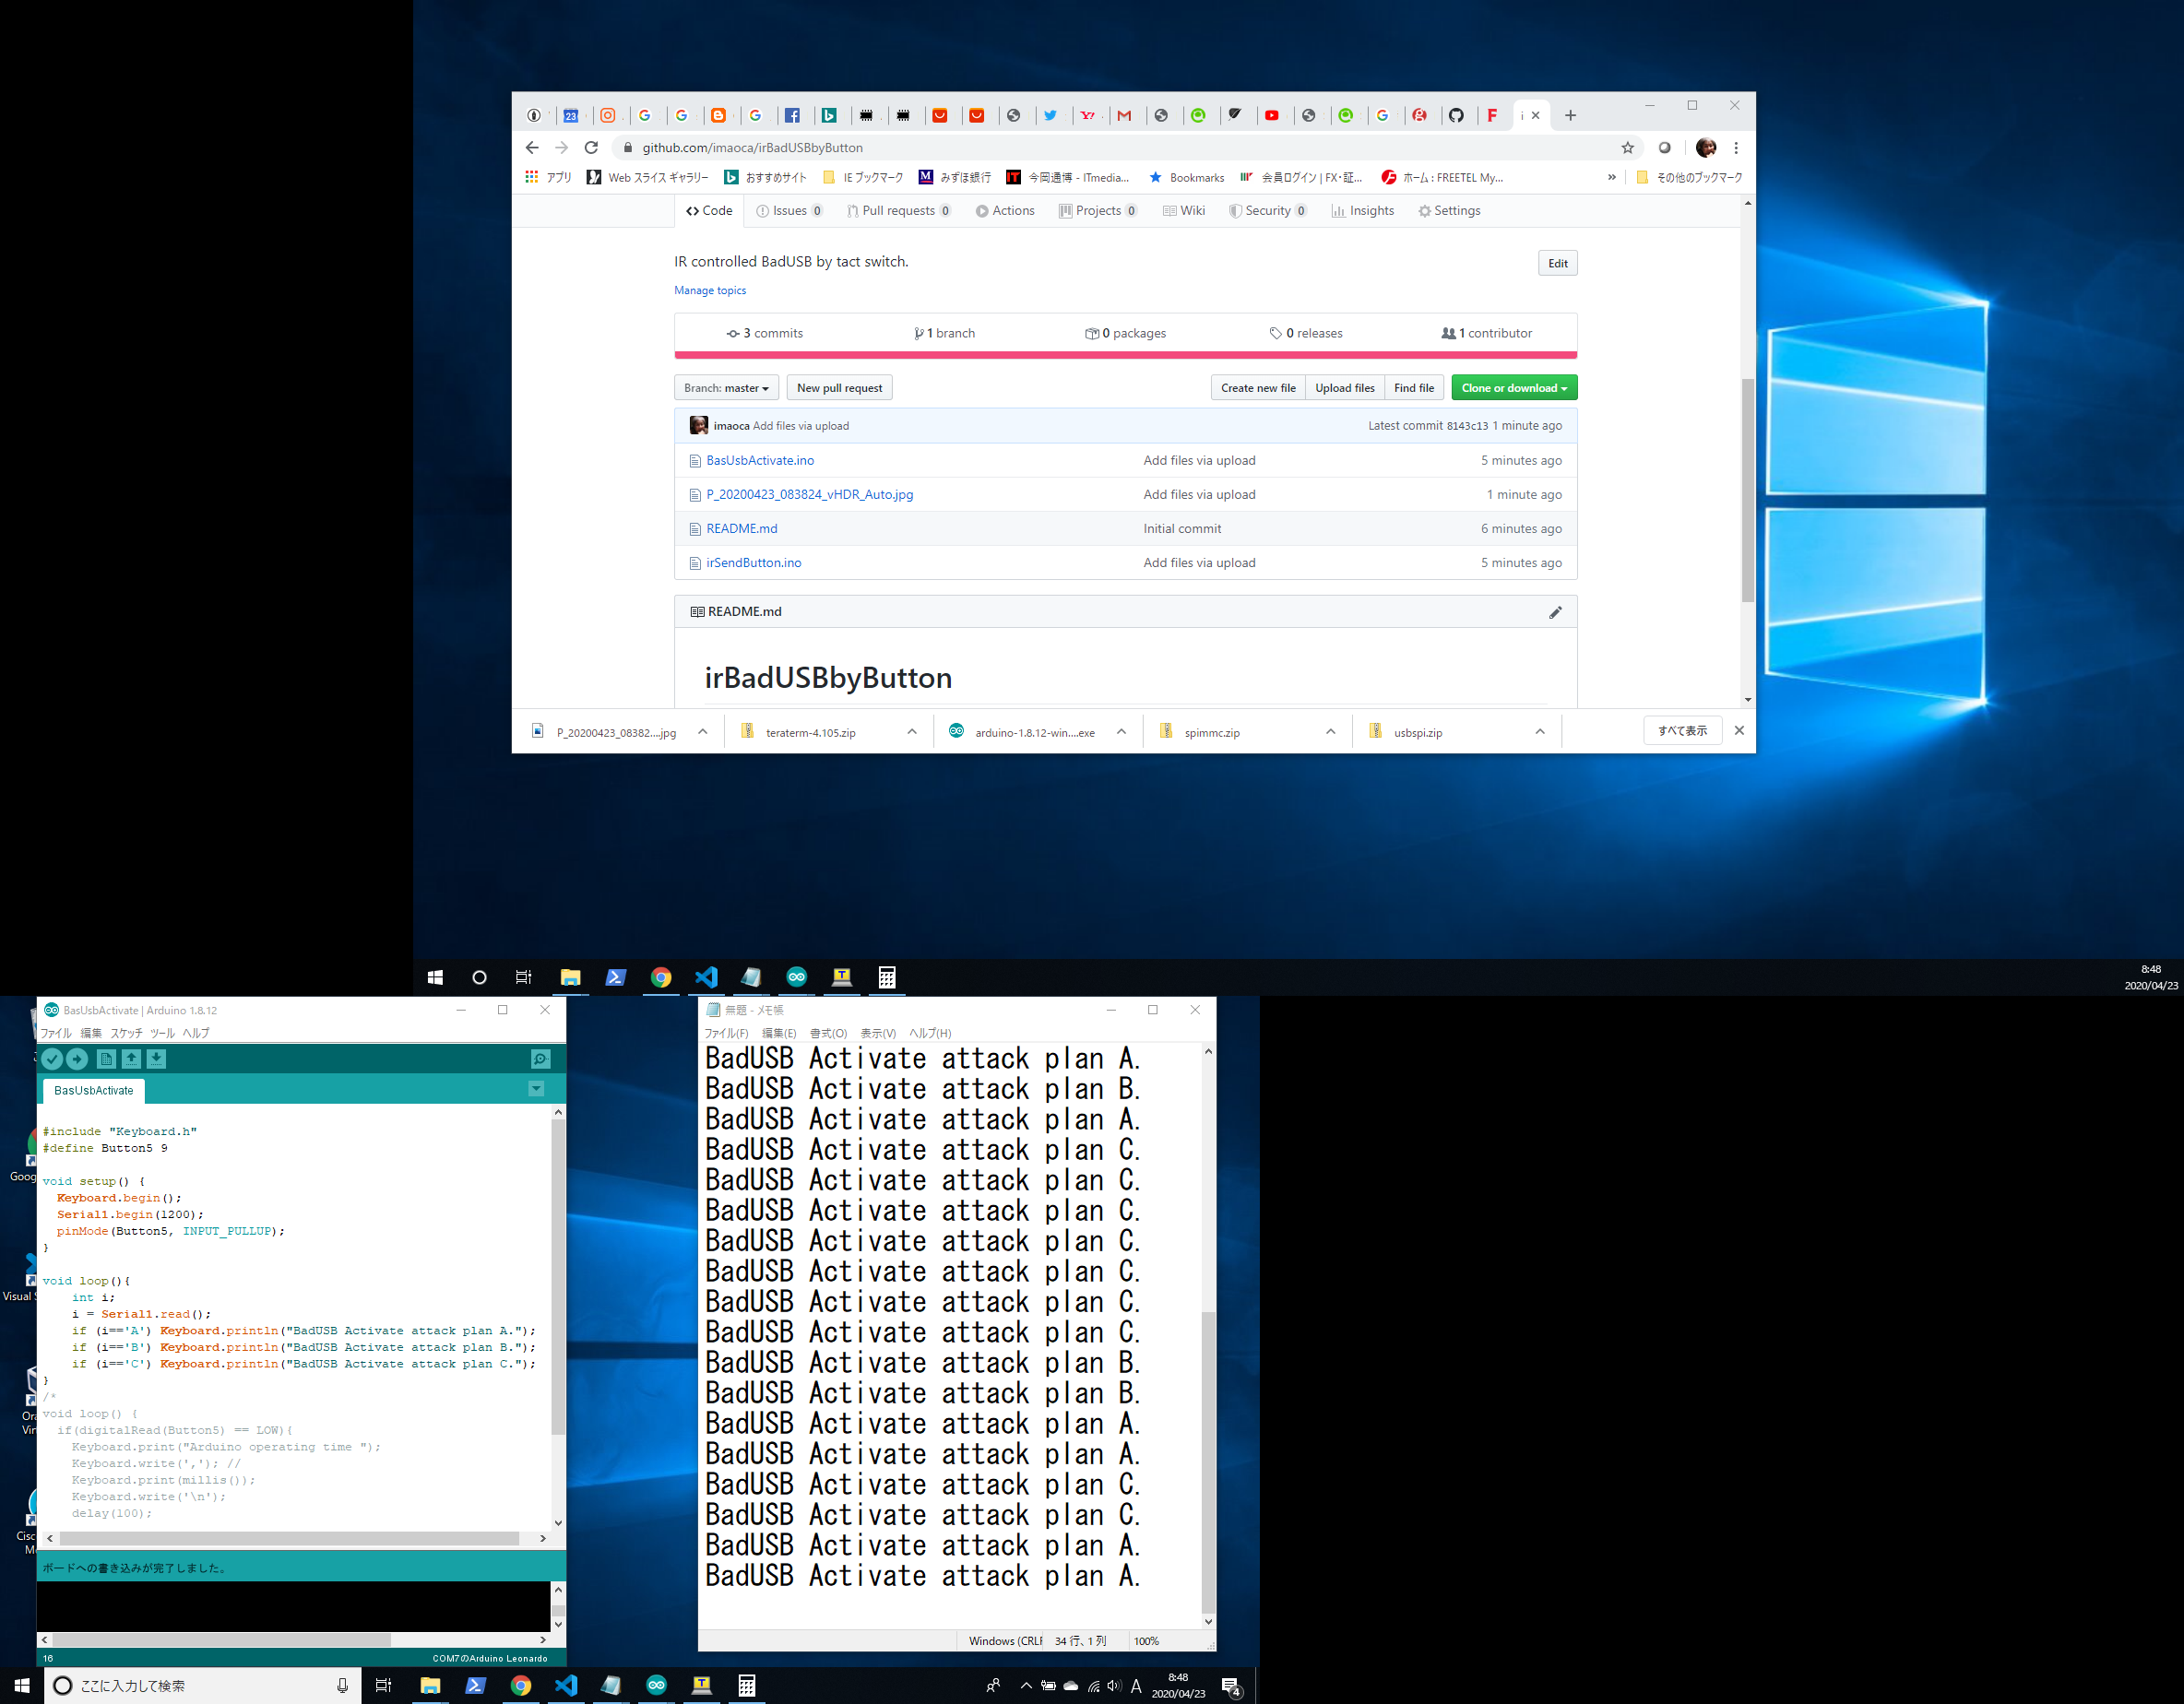 23
github.com/imaoca/irBadUSBbyButton
アプリ Web スライス ギャラリー おすすめサイト IE ブックマーク みずほ銀行 今岡通博 - ITmedia... Bookmarks 会員ログイン | FX・証... ホーム : FREETEL My... » その他のブックマーク
Code Issues 0 Pull requests 0 Actions Projects 0 Wiki Security 0 Insights Settings
IR controlled BadUSB by tact switch.
Edit
Manage topics
3 commits 1 branch 0 packages 0 releases 1 contributor
Branch: master New pull request Create new file Upload files Find file Clone or download
imaoca Add files via upload Latest commit 8143c13 1 minute ago
BasUsbActivate.ino Add files via upload 5 minutes ago
P_20200423_083824_vHDR_Auto.jpg Add files via upload 1 minute ago
README.md Initial commit 6 minutes ago
irSendButton.ino Add files via upload 5 minutes ago
README.md
irBadUSBbyButton
P_20200423_08382....jpg teraterm-4.105.zip arduino-1.8.12-win....exe spimmc.zip usbspi.zip すべて表示
8:48
2020/04/23
BasUsbActivate | Arduino 1.8.12
ファイル 編集 スケッチ ツール ヘルプ
BasUsbActivate
#include "Keyboard.h"
#define Button5 9
void setup() {
Keyboard.begin();
Serial1.begin(1200);
pinMode(Button5, INPUT_PULLUP);
}
void loop(){
int i;
i = Serial1.read();
if (i=='A') Keyboard.println("BadUSB Activate attack plan A.");
if (i=='B') Keyboard.println("BadUSB Activate attack plan B.");
if (i=='C') Keyboard.println("BadUSB Activate attack plan C.");
}
/*
void loop() {
if(digitalRead(Button5) == LOW){
Keyboard.print("Arduino operating time ");
Keyboard.write(','); //
Keyboard.print(millis());
Keyboard.write('\n');
delay(100);
ボードへの書き込みが完了しました。
16 COM7のArduino Leonardo
Goog
Visual S
Ora
Virt
Cisc
M
無題 - メモ帳
ファイル(F) 編集(E) 書式(O) 表示(V) ヘルプ(H)
BadUSB Activate attack plan A.
BadUSB Activate attack plan B.
BadUSB Activate attack plan A.
BadUSB Activate attack plan C.
BadUSB Activate attack plan C.
BadUSB Activate attack plan C.
BadUSB Activate attack plan C.
BadUSB Activate attack plan C.
BadUSB Activate attack plan C.
BadUSB Activate attack plan C.
BadUSB Activate attack plan B.
BadUSB Activate attack plan B.
BadUSB Activate attack plan A.
BadUSB Activate attack plan A.
BadUSB Activate attack plan C.
BadUSB Activate attack plan C.
BadUSB Activate attack plan A.
BadUSB Activate attack plan A.
Windows (CRLF 34 行、1 列 100%
ここに入力して検索
A
8:48
2020/04/23
4